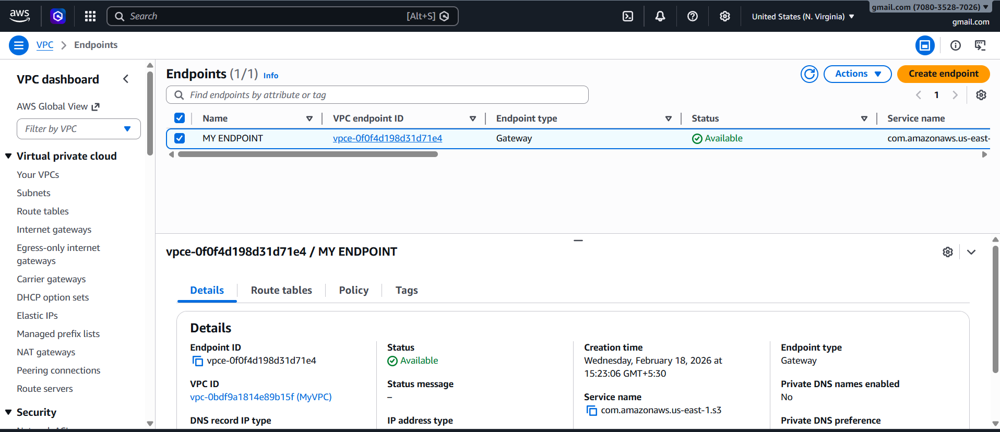 aws
Search [Alt+S]
United States (N. Virginia)
gmail.com (7080-3528-7026)
gmail.com
VPC
Endpoints
VPC dashboard
AWS Global View
Filter by VPC
Virtual private cloud
Your VPCs
Subnets
Route tables
Internet gateways
Egress-only internet
gateways
Carrier gateways
DHCP option sets
Elastic IPs
Managed prefix lists
NAT gateways
Peering connections
Route servers
Security
Endpoints (1/1) Info
Actions
Create endpoint
Find endpoints by attribute or tag
1
Name VPC endpoint ID Endpoint type Status Service name
MY ENDPOINT vpce-0f0f4d198d31d71e4 Gateway Available com.amazonaws.us-east-
vpce-0f0f4d198d31d71e4 / MY ENDPOINT
Details Route tables Policy Tags
Details
Endpoint ID
vpce-0f0f4d198d31d71e4
VPC ID
vpc-0bdf9a1814e89b15f (MyVPC)
DNS record IP type
Status
Available
Status message
–
IP address type
Creation time
Wednesday, February 18, 2026 at
15:23:06 GMT+5:30
Service name
com.amazonaws.us-east-1.s3
Endpoint type
Gateway
Private DNS names enabled
No
Private DNS preference